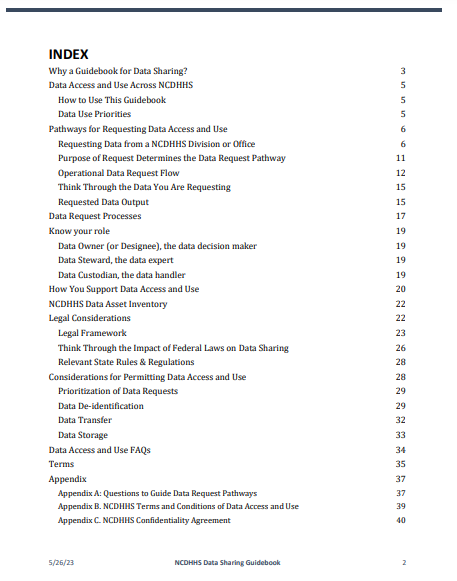 INDEX
Why a Guidebook for Data Sharing? 3
Data Access and Use Across NCDHHS 5
How to Use This Guidebook 5
Data Use Priorities 5
Pathways for Requesting Data Access and Use 6
Requesting Data from a NCDHHS Division or Office 6
Purpose of Request Determines the Data Request Pathway 11
Operational Data Request Flow 12
Think Through the Data You Are Requesting 15
Requested Data Output 15
Data Request Processes 17
Know your role 19
Data Owner (or Designee), the data decision maker 19
Data Steward, the data expert 19
Data Custodian, the data handler 19
How You Support Data Access and Use 20
NCDHHS Data Asset Inventory 22
Legal Considerations 22
Legal Framework 23
Think Through the Impact of Federal Laws on Data Sharing 26
Relevant State Rules & Regulations 28
Considerations for Permitting Data Access and Use 28
Prioritization of Data Requests 29
Data De-identification 29
Data Transfer 32
Data Storage 33
Data Access and Use FAQs 34
Terms 35
Appendix 37
Appendix A: Questions to Guide Data Request Pathways 37
Appendix B. NCDHHS Terms and Conditions of Data Access and Use 39
Appendix C. NCDHHS Confidentiality Agreement 40
5/26/23 NCDHHS Data Sharing Guidebook 2